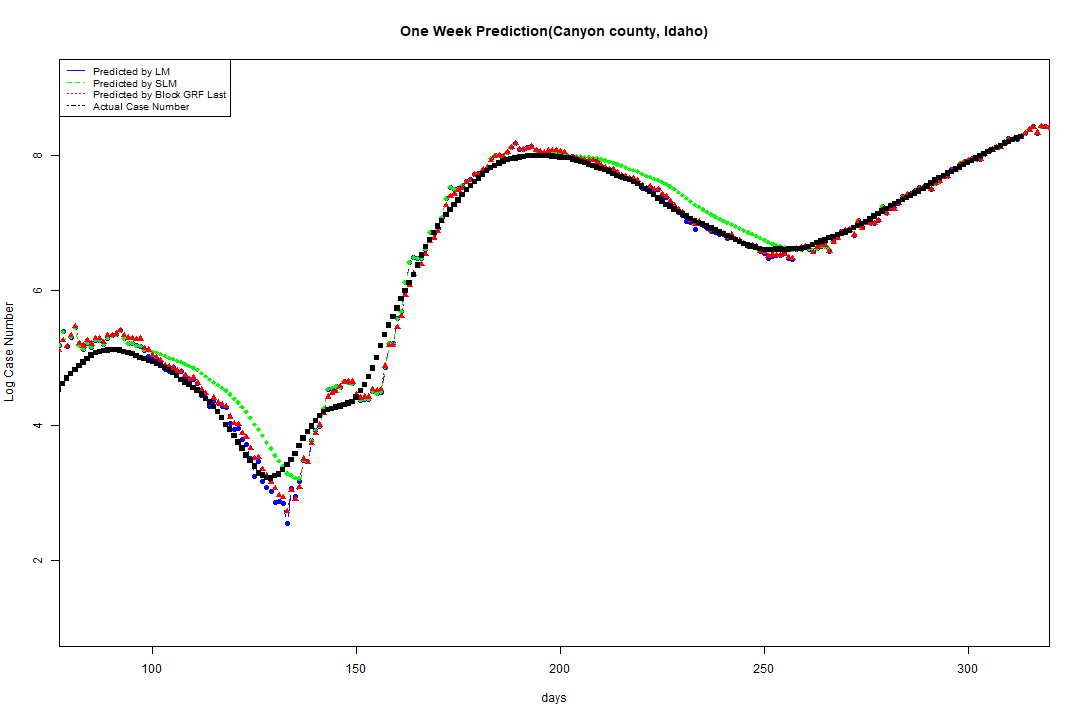 One Week Prediction(Canyon county, Idaho)
Predicted by LM
Predicted by SLM
Predicted by Block GRF Last
Actual Case Number
8
6
4
2
Log Case Number
100 150 200 250 300
days